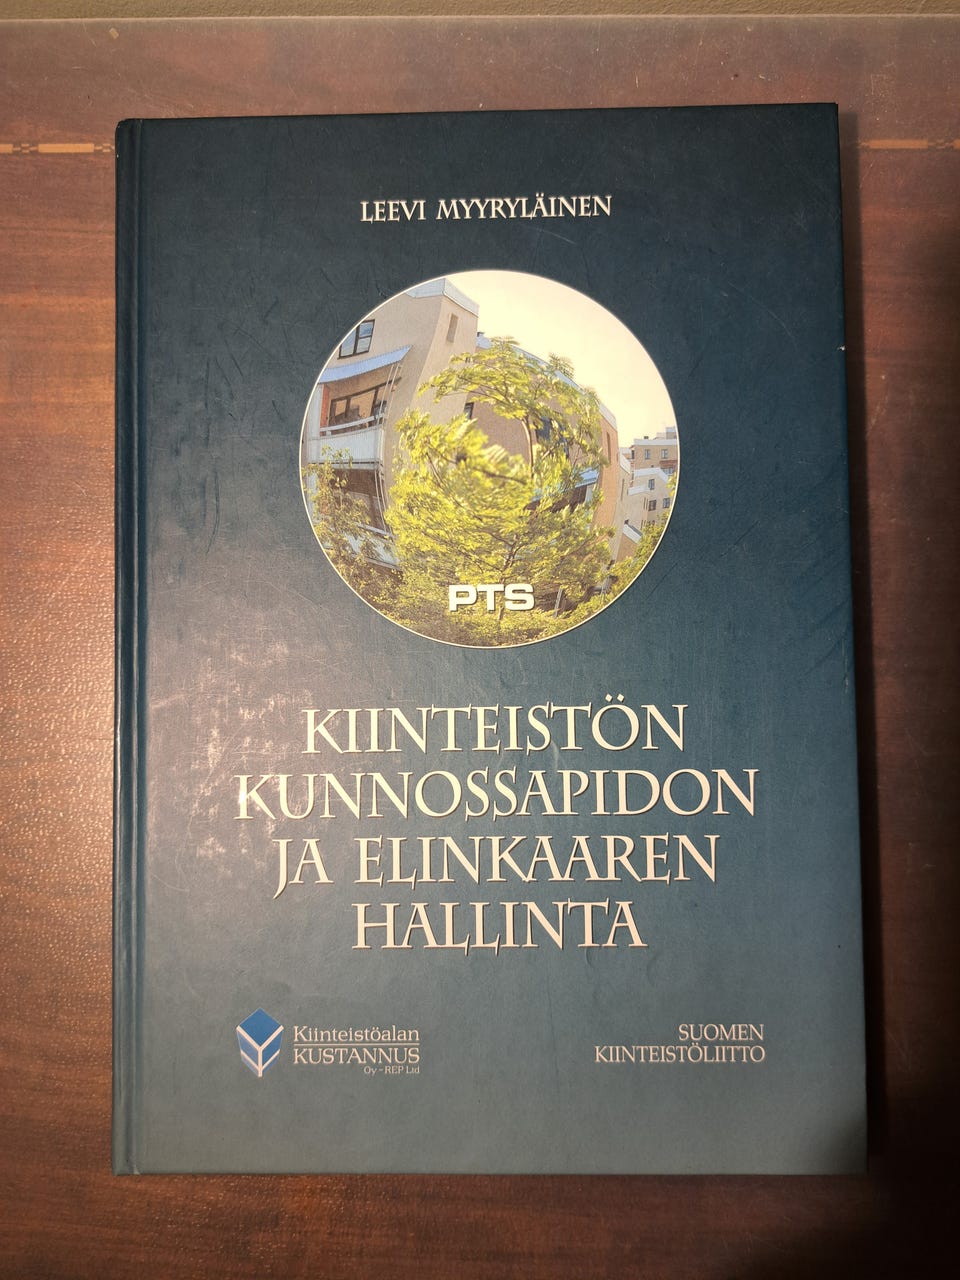 LEEVI MYYRYLÄINEN
PTS
KIINTEISTÖN
KUNNOSSAPIDON
JA ELINKAAREN
HALLINTA
Kiinteistöalan
KUSTANNUS
Oy - REP Ltd
SUOMEN
KIINTEISTÖLIITTO